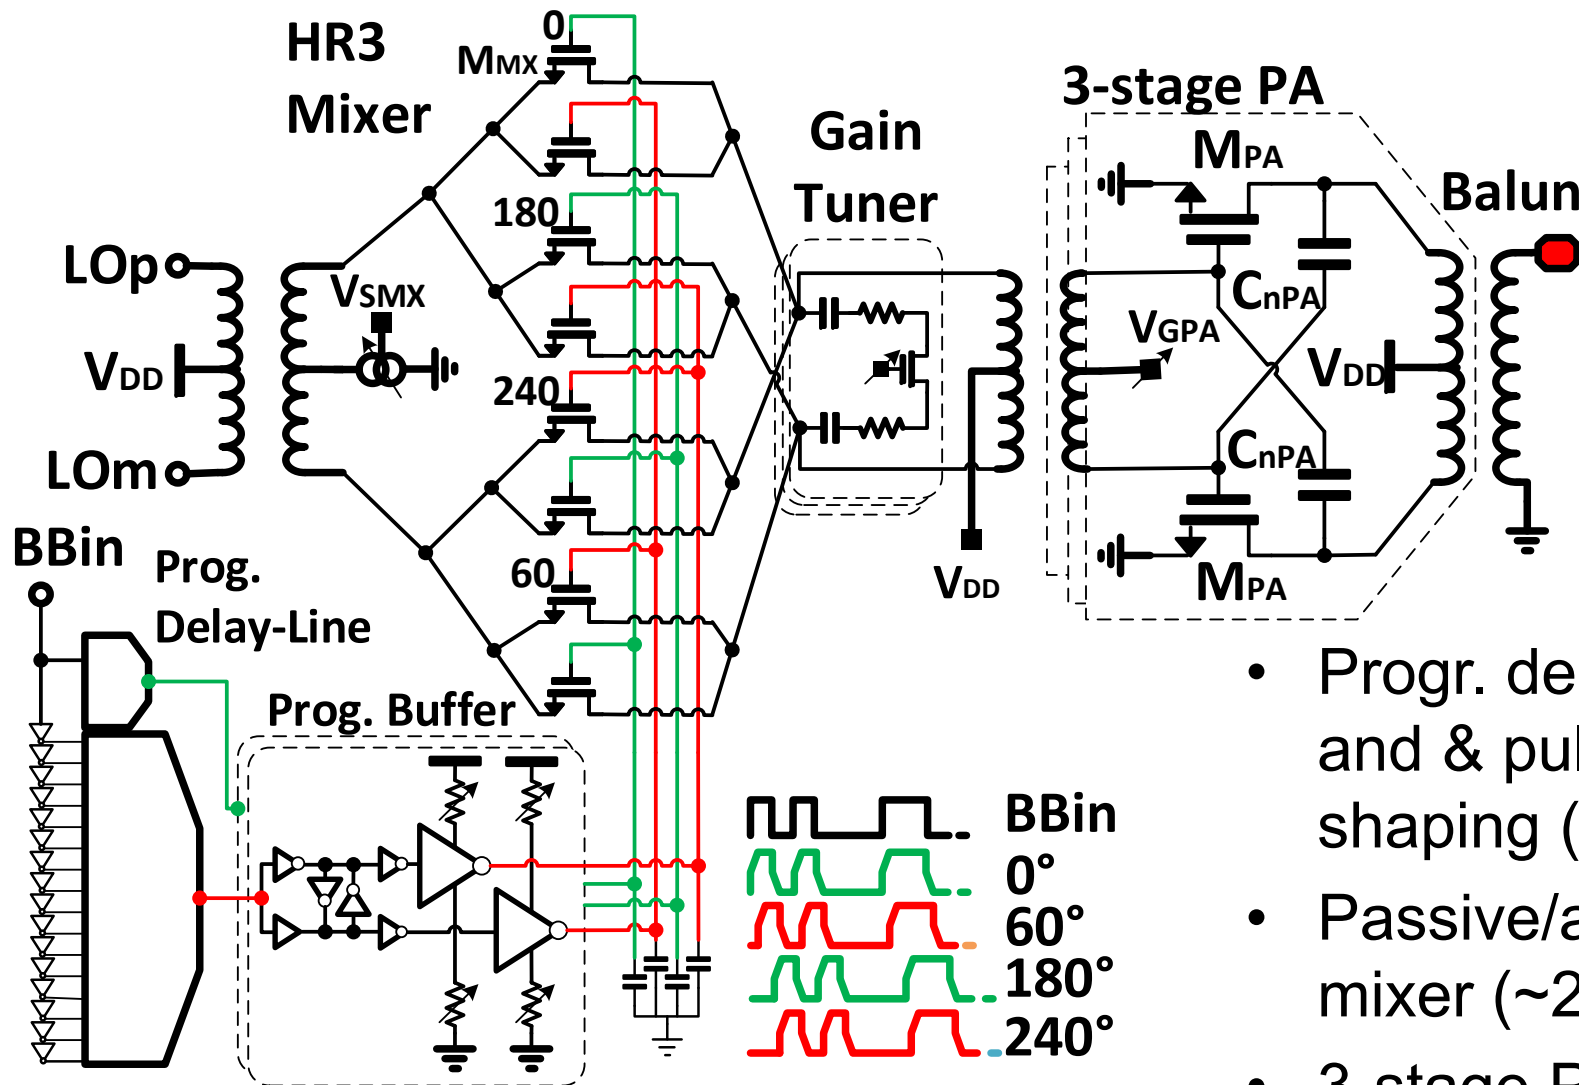 HR3
Mixer
0
MMX
180
240
60
LOp
VDD
LOm
VSMX
Gain
Tuner
VDD
3-stage PA
MPA
CnPA
VGPA
VDD
CnPA
MPA
Balun
BBin
Prog.
Delay-Line
Prog. Buffer
BBin
0°
60°
180°
240°
• Progr. de
and & pul
shaping (
• Passive/a
mixer (~2
• 3-stage P